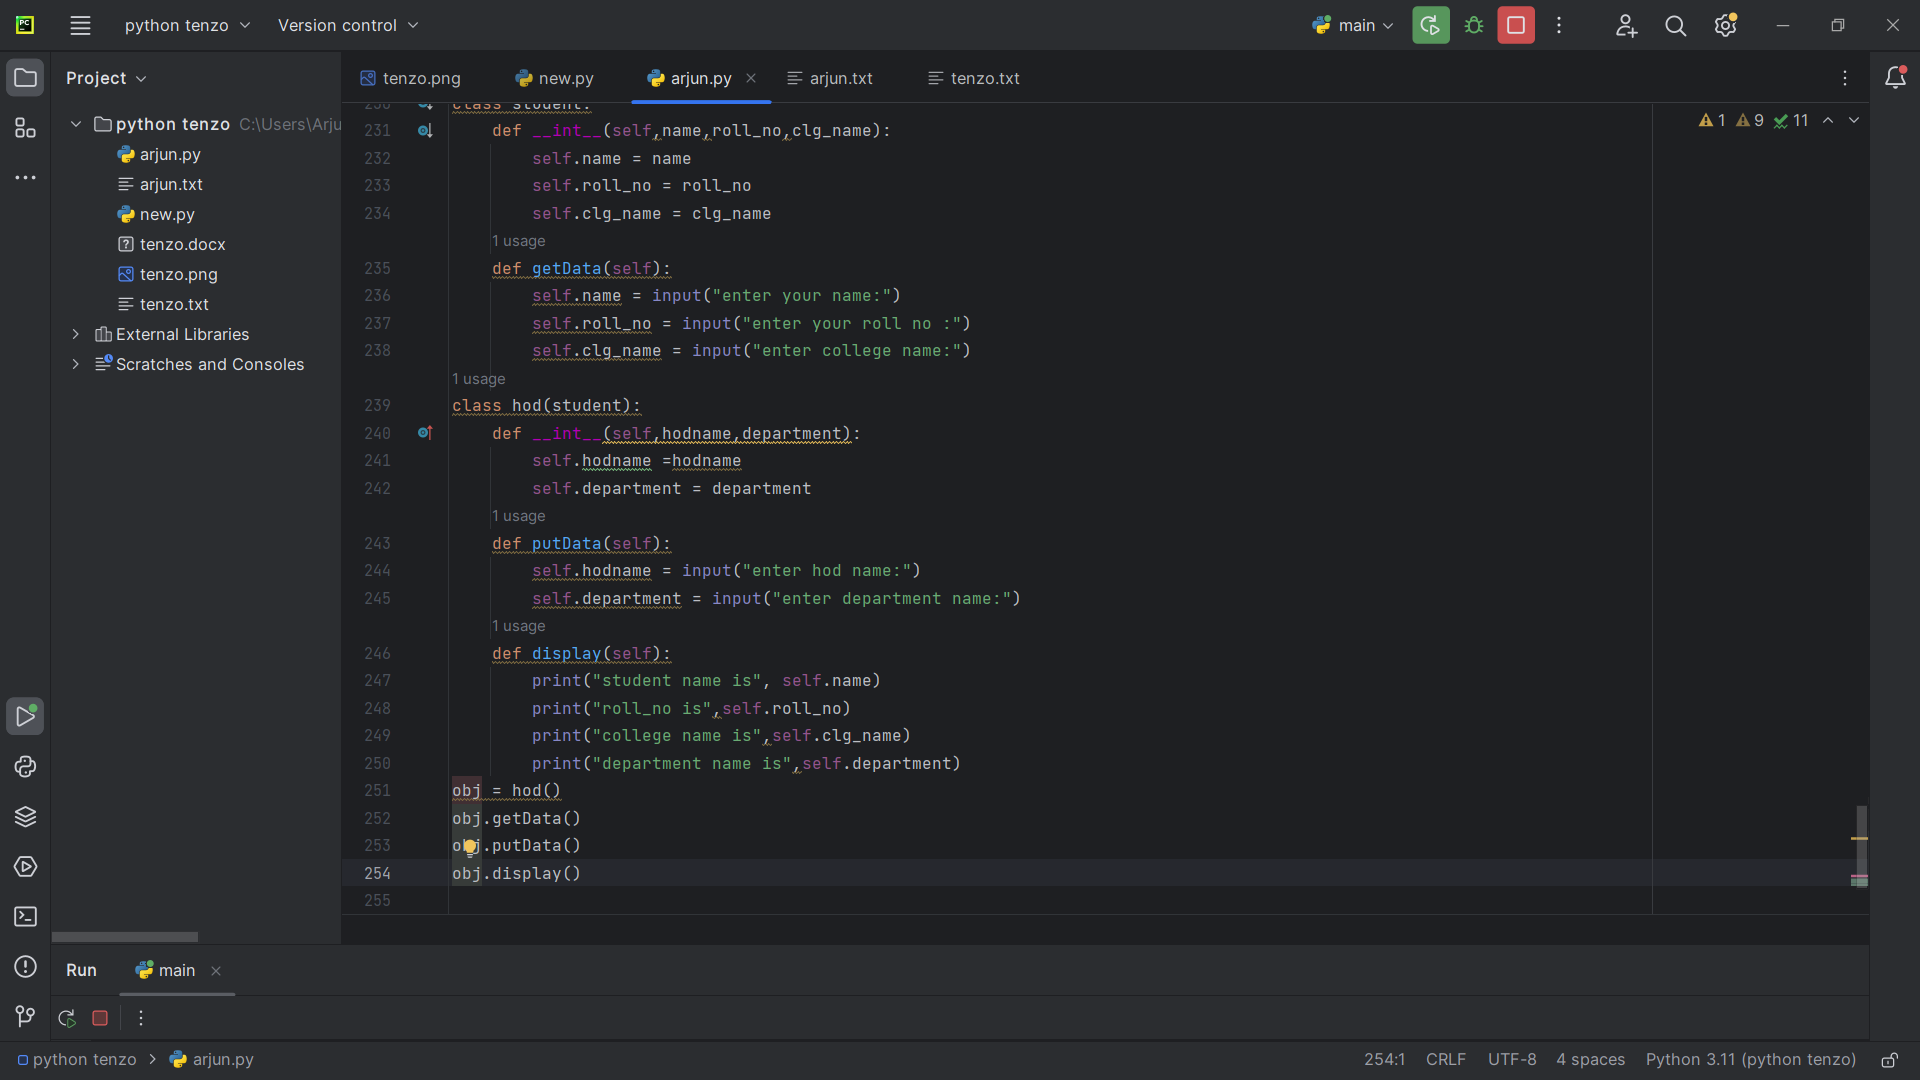 PC
python tenzo
Version control
main
Project
tenzo.png
new.py
arjun.py
arjun.txt
tenzo.txt
python tenzo C:\Users\Arju
arjun.py
arjun.txt
new.py
tenzo.docx
tenzo.png
tenzo.txt
External Libraries
Scratches and Consoles
1 9 11
230 class student:
231 def __int__(self,name,roll_no,clg_name):
232 self.name = name
233 self.roll_no = roll_no
234 self.clg_name = clg_name
1 usage
235 def getData(self):
236 self.name = input("enter your name:")
237 self.roll_no = input("enter your roll no :")
238 self.clg_name = input("enter college name:")
1 usage
239 class hod(student):
240 def __int__(self,hodname,department):
241 self.hodname =hodname
242 self.department = department
1 usage
243 def putData(self):
244 self.hodname = input("enter hod name:")
245 self.department = input("enter department name:")
1 usage
246 def display(self):
247 print("student name is", self.name)
248 print("roll_no is",self.roll_no)
249 print("college name is",self.clg_name)
250 print("department name is",self.department)
251 obj = hod()
252 obj.getData()
253 obj.putData()
254 obj.display()
255
Run
main
python tenzo > arjun.py
254:1 CRLF UTF-8 4 spaces Python 3.11 (python tenzo)